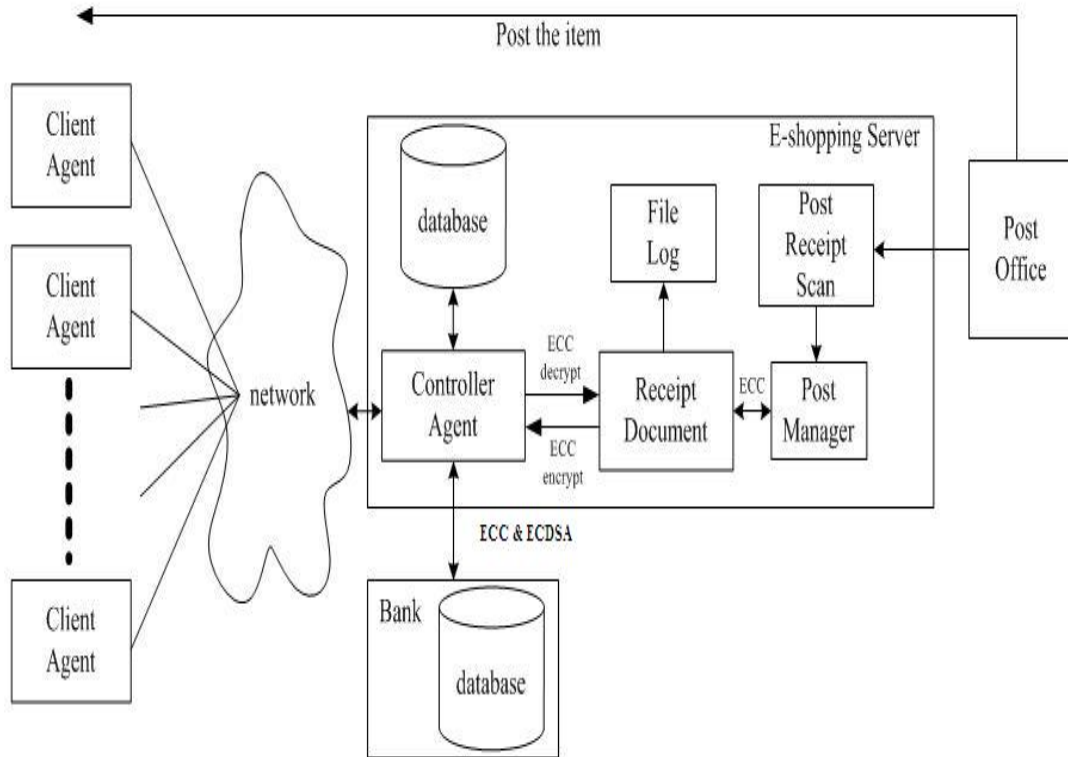 Post the item
Client
Agent
Client
Agent
Client
Agent
network
E-shopping Server
database
File
Log
Post
Receipt
Scan
Post
Office
Controller
Agent
ECC
decrypt
ECC
encrypt
Receipt
Document
ECC
Post
Manager
ECC & ECDSA
Bank
database